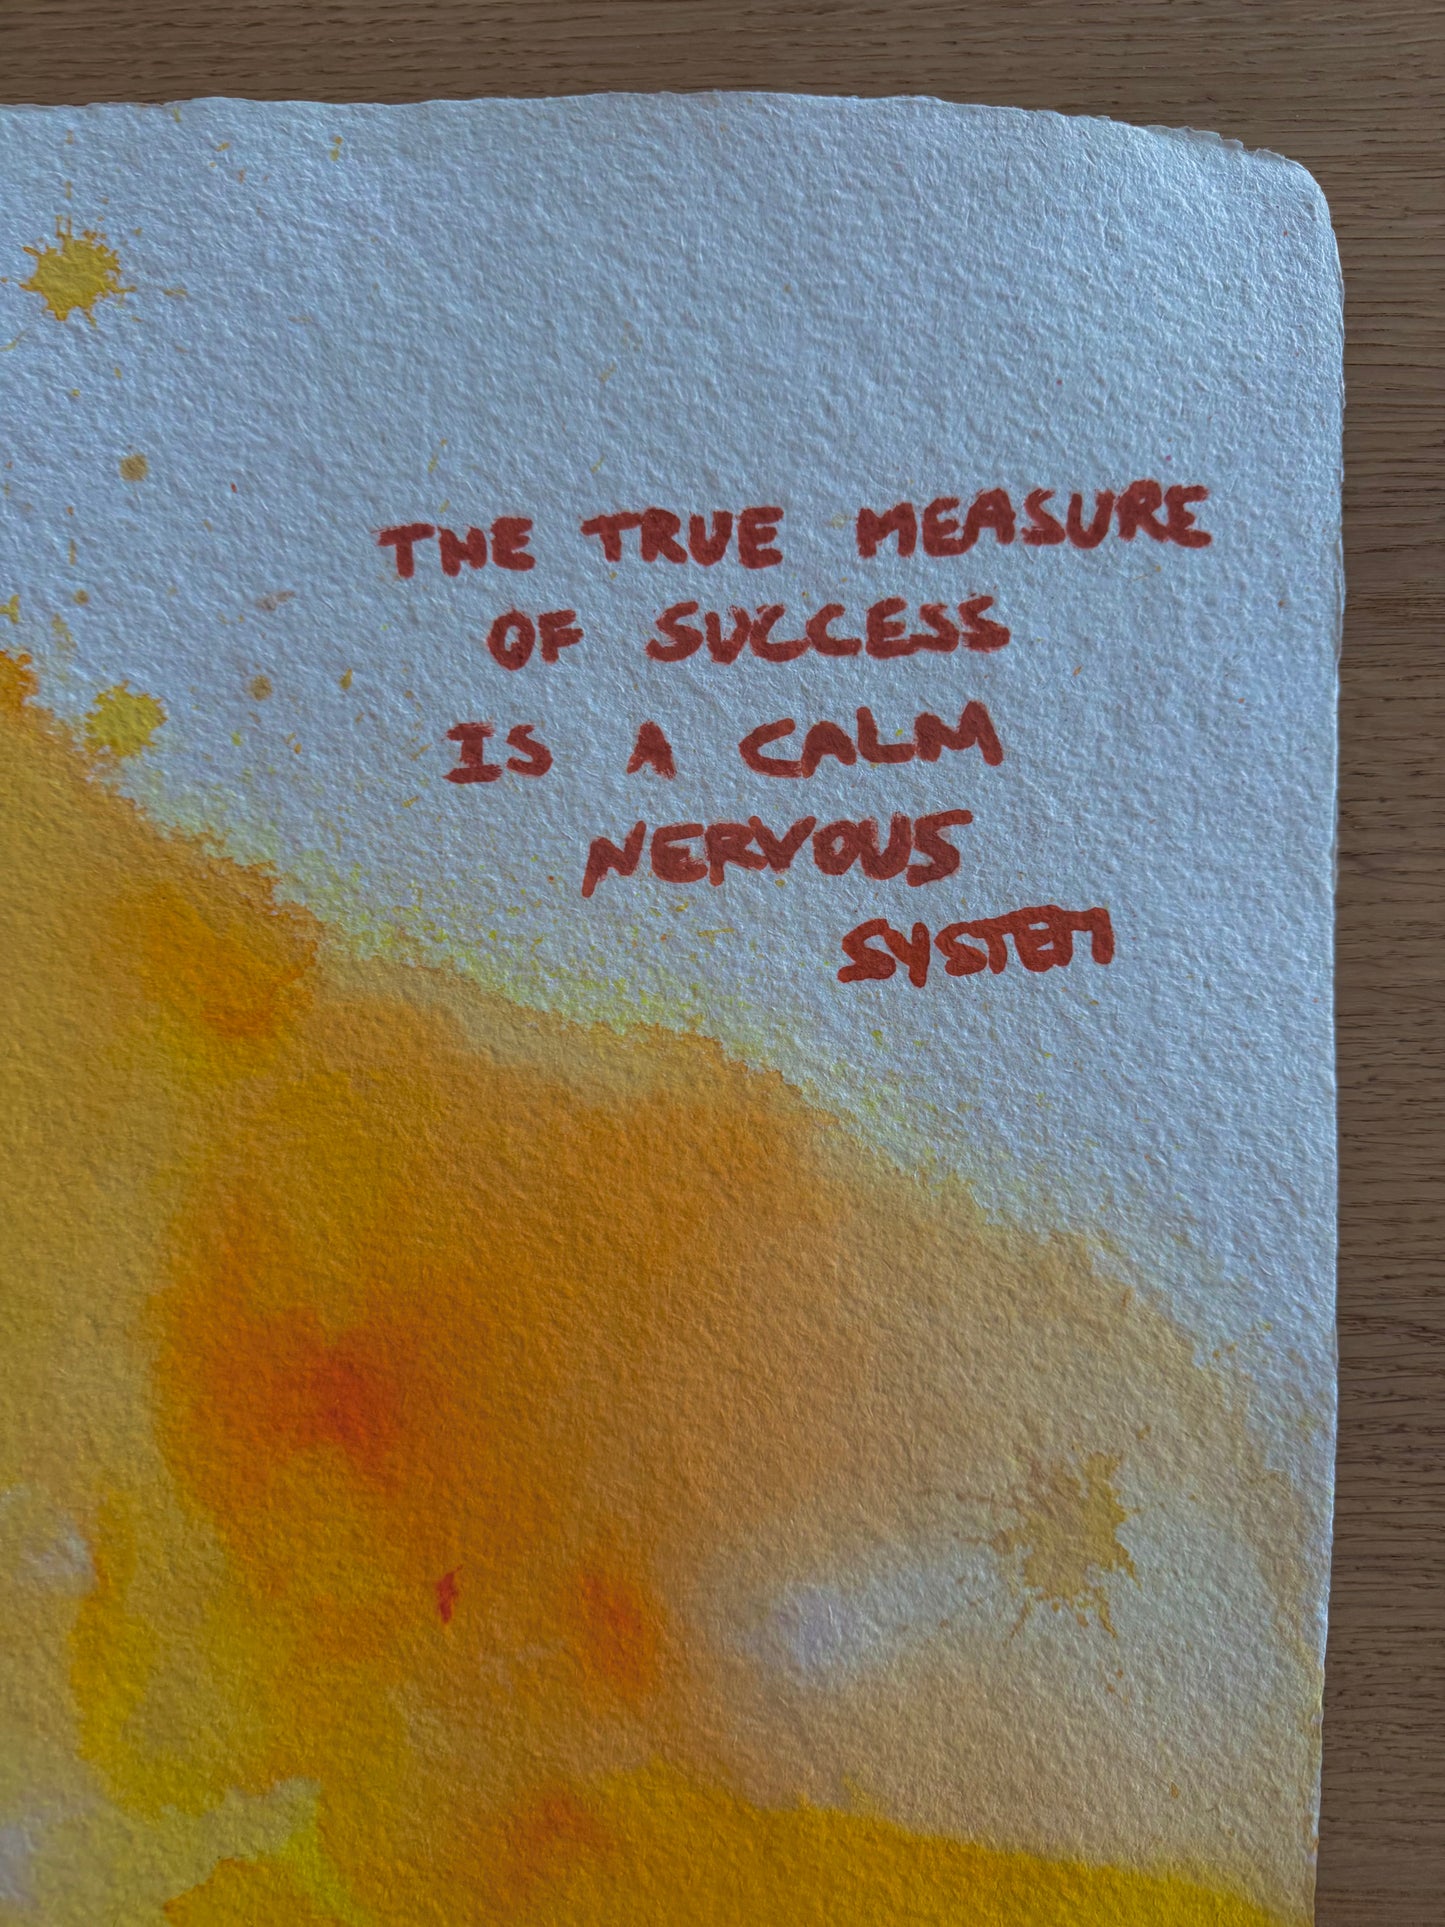 THE TRUE MEASURE
OF SUCCESS
IS A CALM
NERVOUS
SYSTEM